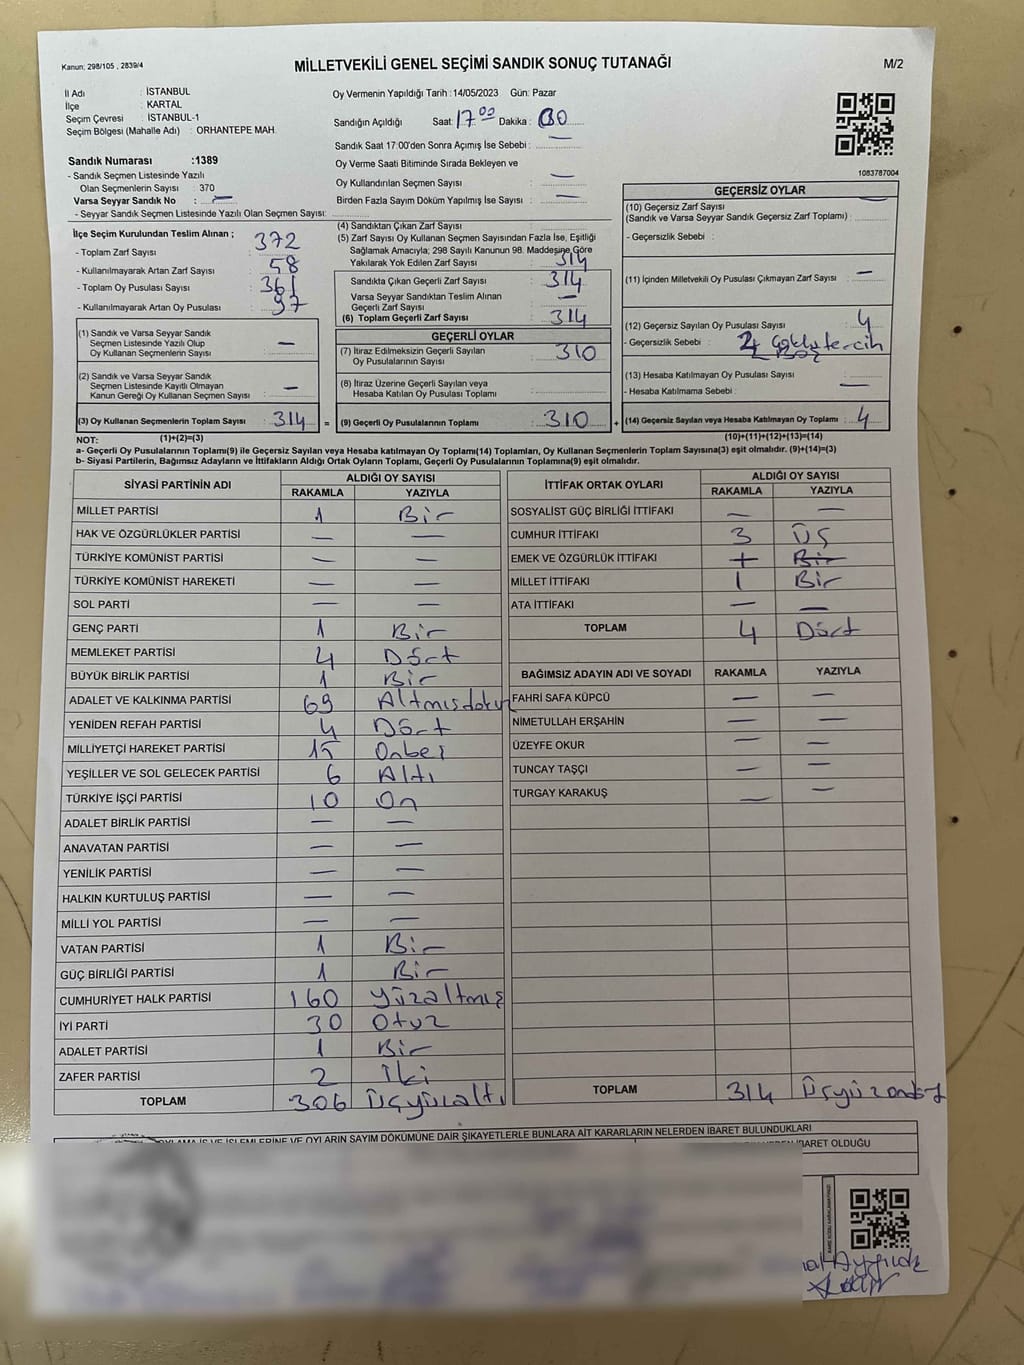 Kanun: 298/105 , 2839/4
MİLLETVEKİLİ GENEL SEÇİMİ SANDIK SONUÇ TUTANAĞI
M/2
İl Adı : İSTANBUL
İlçe : KARTAL
Seçim Çevresi : İSTANBUL-1
Seçim Bölgesi (Mahalle Adı) : ORHANTEPE MAH.
Oy Vermenin Yapıldığı Tarih : 14/05/2023 Gün: Pazar
Sandığın Açıldığı Saat: 17 00 Dakika : 00
Sandık Saat 17:00'den Sonra Açımış İse Sebebi : —
Oy Verme Saati Bitiminde Sırada Bekleyen ve
Oy Kullandırılan Seçmen Sayısı —
Birden Fazla Sayım Döküm Yapılmış İse Sayısı —
1083787004
Sandık Numarası :1389
- Sandık Seçmen Listesinde Yazılı
Olan Seçmenlerin Sayısı : 370
Varsa Seyyar Sandık No : —
- Seyyar Sandık Seçmen Listesinde Yazılı Olan Seçmen Sayısı:
İlçe Seçim Kurulundan Teslim Alınan ;
- Toplam Zarf Sayısı : 372
- Kullanılmayarak Artan Zarf Sayısı : 58
- Toplam Oy Pusulası Sayısı : 361
- Kullanılmayarak Artan Oy Pusulası :
(1) Sandık ve Varsa Seyyar Sandık
Seçmen Listesinde Yazılı Olup
Oy Kullanan Seçmenlerin Sayısı : —
(2) Sandık ve Varsa Seyyar Sandık
Seçmen Listesinde Kayıtlı Olmayan
Kanun Gereği Oy Kullanan Seçmen Sayısı : —
(3) Oy Kullanan Seçmenlerin Toplam Sayısı : 314
(4) Sandıktan Çıkan Zarf Sayısı
(5) Zarf Sayısı Oy Kullanan Seçmen Sayısından Fazla İse, Eşitliği
Sağlamak Amacıyla; 298 Sayılı Kanunun 98. Maddesine Göre
Yakılarak Yok Edilen Zarf Sayısı : 314
Sandıkta Çıkan Geçerli Zarf Sayısı : 314
Varsa Seyyar Sandıktan Teslim Alınan
Geçerli Zarf Sayısı : —
(6) Toplam Geçerli Zarf Sayısı : 314
GEÇERLİ OYLAR
(7) İtiraz Edilmeksizin Geçerli Sayılan
Oy Pusulalarının Sayısı : 310
(8) İtiraz Üzerine Geçerli Sayılan veya
Hesaba Katılan Oy Pusulası Toplamı :
= (9) Geçerli Oy Pusulalarının Toplamı : 310 +
GEÇERSİZ OYLAR
(10) Geçersiz Zarf Sayısı
(Sandık ve Varsa Seyyar Sandık Geçersiz Zarf Toplamı) :
- Geçersizlik Sebebi :
(11) İçinden Milletvekili Oy Pusulası Çıkmayan Zarf Sayısı : —
(12) Geçersiz Sayılan Oy Pusulası Sayısı : 4
- Geçersizlik Sebebi : 2 Çoklu tercih
2 Boş
(13) Hesaba Katılmayan Oy Pusulası Sayısı :
- Hesaba Katılmama Sebebi : —
(14) Geçersiz Sayılan veya Hesaba Katılmayan Oy Toplamı : 4
NOT: (1)+(2)=(3)
(10)+(11)+(12)+(13)=(14)
a- Geçerli Oy Pusulalarının Toplamı(9) ile Geçersiz Sayılan veya Hesaba katılmayan Oy Toplamı(14) Toplamları, Oy Kullanan Seçmenlerin Toplam Sayısına(3) eşit olmalıdır. (9)+(14)=(3)
b- Siyasi Partilerin, Bağımsız Adayların ve İttifakların Aldığı Ortak Oyların Toplamı, Geçerli Oy Pusulalarının Toplamına(9) eşit olmalıdır.
SİYASİ PARTİNİN ADI ALDIĞI OY SAYISI
RAKAMLA YAZIYLA
MİLLET PARTİSİ 1 Bir
HAK VE ÖZGÜRLÜKLER PARTİSİ — —
TÜRKİYE KOMÜNİST PARTİSİ — —
TÜRKİYE KOMÜNİST HAREKETİ — —
SOL PARTİ — —
GENÇ PARTİ 1 Bir
MEMLEKET PARTİSİ 4 Dört
BÜYÜK BİRLİK PARTİSİ 1 Bir
ADALET VE KALKINMA PARTİSİ 69 Altmışdokuz
YENİDEN REFAH PARTİSİ 4 Dört
MİLLİYETÇİ HAREKET PARTİSİ 15 Onbeş
YEŞİLLER VE SOL GELECEK PARTİSİ 6 Altı
TÜRKİYE İŞÇİ PARTİSİ 10 On
ADALET BİRLİK PARTİSİ — —
ANAVATAN PARTİSİ — —
YENİLİK PARTİSİ — —
HALKIN KURTULUŞ PARTİSİ — —
MİLLİ YOL PARTİSİ — —
VATAN PARTİSİ 1 Bir
GÜÇ BİRLİĞİ PARTİSİ 1 Bir
CUMHURİYET HALK PARTİSİ 160 Yüzaltmış
İYİ PARTİ 30 Otuz
ADALET PARTİSİ 1 Bir
ZAFER PARTİSİ 2 İki
TOPLAM 306 Üçyüzaltı
İTTİFAK ORTAK OYLARI ALDIĞI OY SAYISI
RAKAMLA YAZIYLA
SOSYALİST GÜÇ BİRLİĞİ İTTİFAKI — —
CUMHUR İTTİFAKI 3 Üç
EMEK VE ÖZGÜRLÜK İTTİFAKI 1 Bir
MİLLET İTTİFAKI 1 Bir
ATA İTTİFAKI — —
TOPLAM 4 Dört
BAĞIMSIZ ADAYIN ADI VE SOYADI RAKAMLA YAZIYLA
FAHRİ SAFA KÜPCÜ — —
NİMETULLAH ERŞAHİN — —
ÜZEYFE OKUR — —
TUNCAY TAŞÇI — —
TURGAY KARAKUŞ — —
TOPLAM 314
OYLAMA İŞ VE İŞLEMLERİNE VE OYLARIN SAYIM DÖKÜMÜNE DAİR ŞİKAYETLERLE BUNLARA AİT KARARLARIN NELERDEN İBARET BULUNDUKLARI
İBARET OLDUĞU